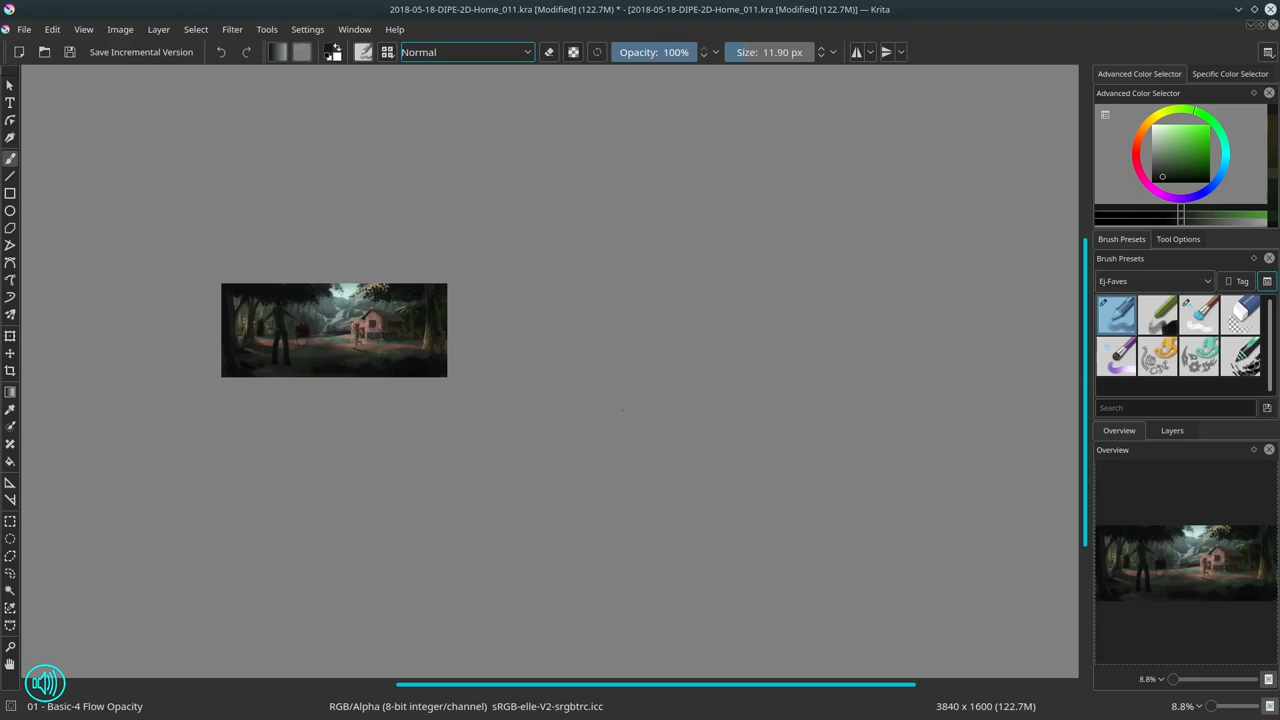 2018-05-18-DIPE-2D-Home_011.kra [Modified] (122.7M) * - [2018-05-18-DIPE-2D-Home_011.kra [Modified] (122.7M)] — Krita
File Edit View Image Layer Select Filter Tools Settings Window Help
Save Incremental Version Normal Opacity: 100% Size: 11.90 px
Advanced Color Selector Specific Color Selector
Advanced Color Selector
Brush Presets Tool Options
Brush Presets
Ej-Faves Tag
Search
Overview Layers
Overview
8.8%
01 - Basic-4 Flow Opacity RGB/Alpha (8-bit integer/channel) sRGB-elle-V2-srgbtrc.icc 3840 x 1600 (122.7M) 8.8%